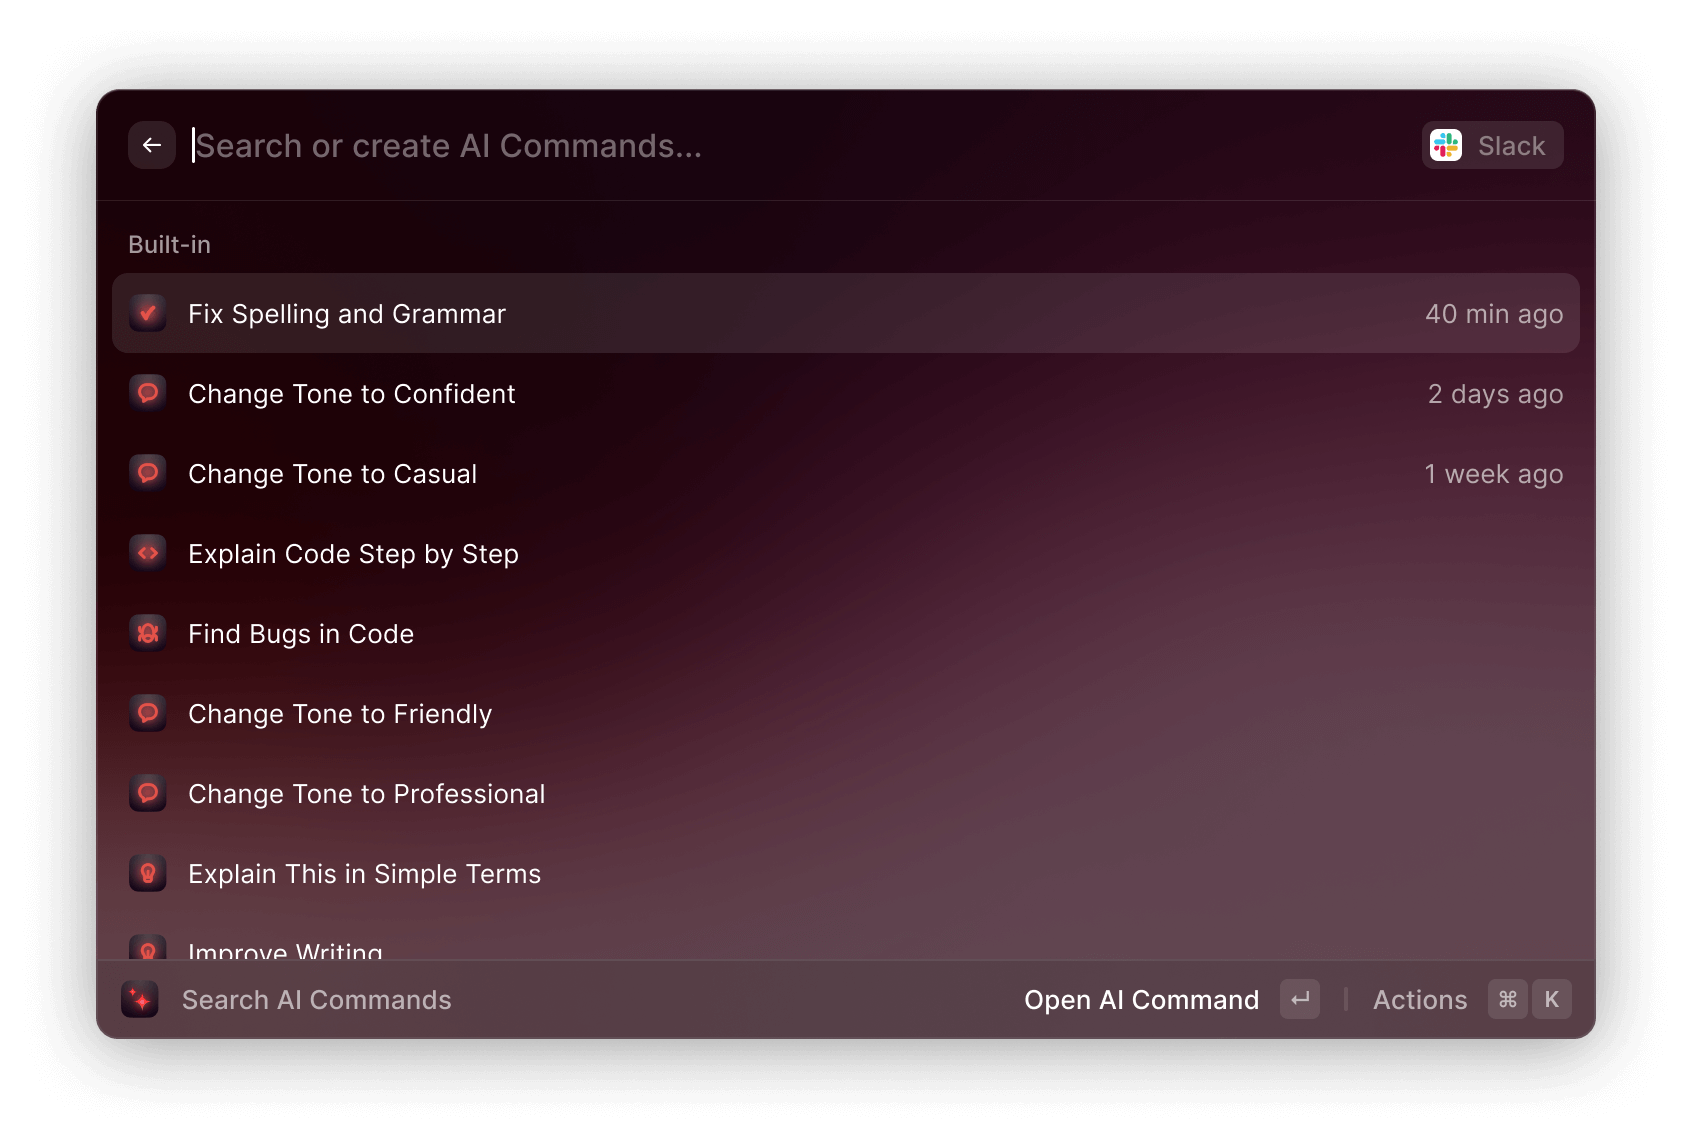 Search or create AI Commands...
Slack
Built-in
Fix Spelling and Grammar 40 min ago
Change Tone to Confident 2 days ago
Change Tone to Casual 1 week ago
Explain Code Step by Step
Find Bugs in Code
Change Tone to Friendly
Change Tone to Professional
Explain This in Simple Terms
Improve Writing
Search AI Commands
Open AI Command ↵
Actions ⌘ K